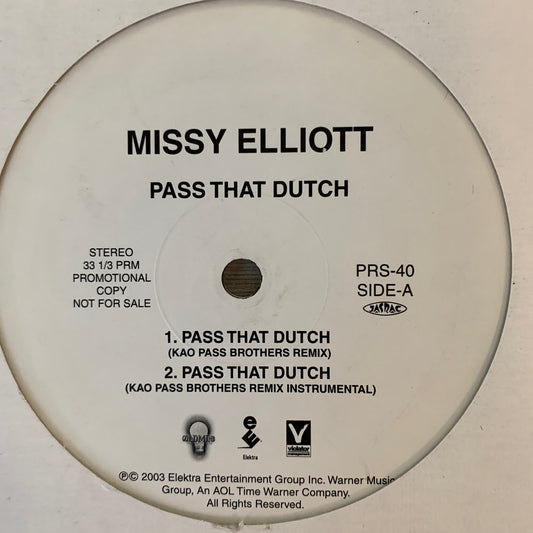 MISSY ELLIOTT
PASS THAT DUTCH
STEREO
33 1/3 PRM
PROMOTIONAL
COPY
NOT FOR SALE
PRS-40
SIDE-A
JASRAC
1. PASS THAT DUTCH
(KAO PASS BROTHERS REMIX)
2. PASS THAT DUTCH
(KAO PASS BROTHERS REMIX INSTRUMENTAL)
Elektra
V
violator
management
℗© 2003 Elektra Entertainment Group Inc. Warner Music
Group, An AOL Time Warner Company.
All Rights Reserved.